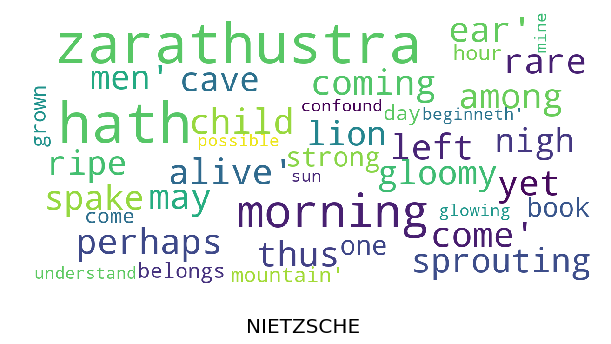 zarathustra ear' mine
hour rare
men' cave coming among
grown hath child confound day beginneth'
possible lion left nigh
ripe alive' strong sun gloomy yet
spake may come morning glowing book
perhaps thus one come' sprouting
understand belongs mountain'
NIETZSCHE